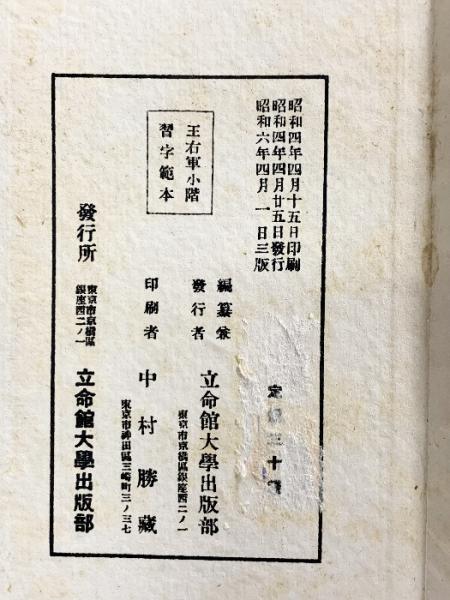 昭和四年四月十五日印刷
昭和四年四月廿五日發行
昭和六年四月一日三版
王右軍小階
習字範本
定價三十錢
編纂兼
發行者
立命館大學出版部
東京市京橋區銀座西二ノ一
印刷者
中村勝藏
東京市神田區三崎町三ノ三七
發行所
東京市京橋區
銀座西二ノ一
立命館大學出版部